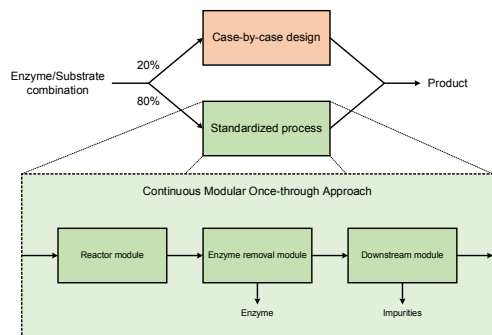 Case-by-case design
20%
Enzyme/Substrate
combination
Product
80%
Standardized process
Continuous Modular Once-through Approach
Reactor module
Enzyme removal module
Downstream module
Enzyme
Impurities